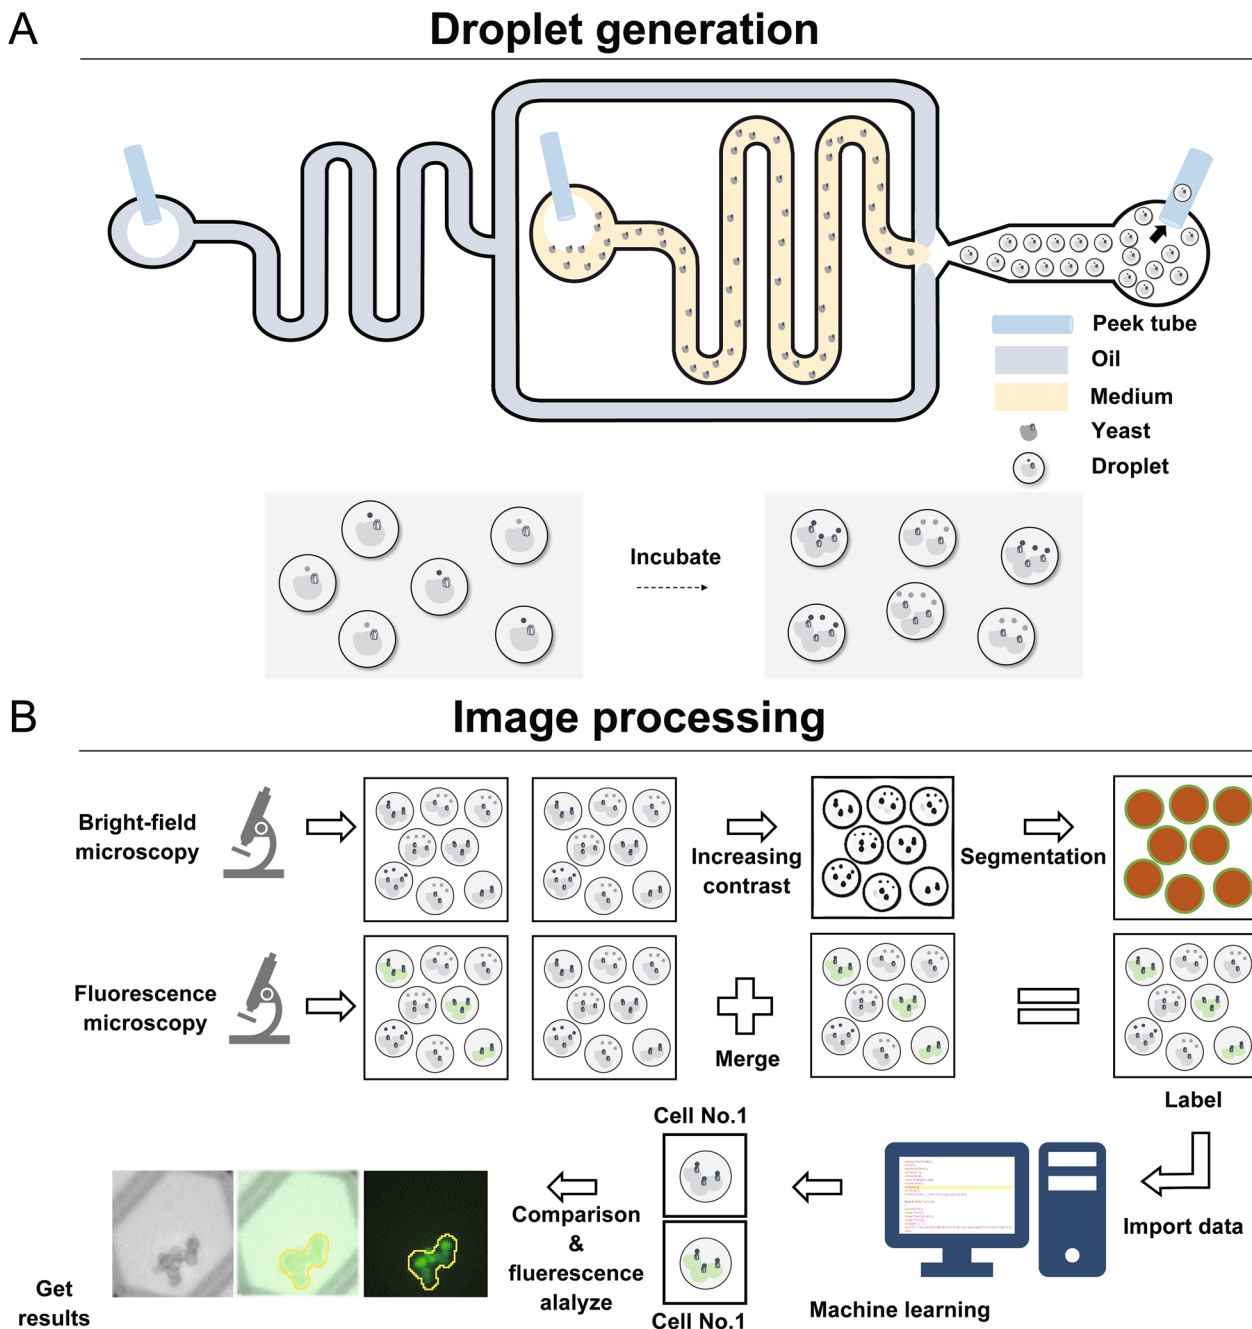 A
Droplet generation
Peek tube
Oil
Medium
Yeast
Droplet
Incubate
B
Image processing
Bright-field
microscopy
Increasing
contrast
Segmentation
Fluorescence
microscopy
Merge
Label
Cell No.1
Import data
Comparison
&
fluerescence
alalyze
Get
results
Cell No.1
Machine learning